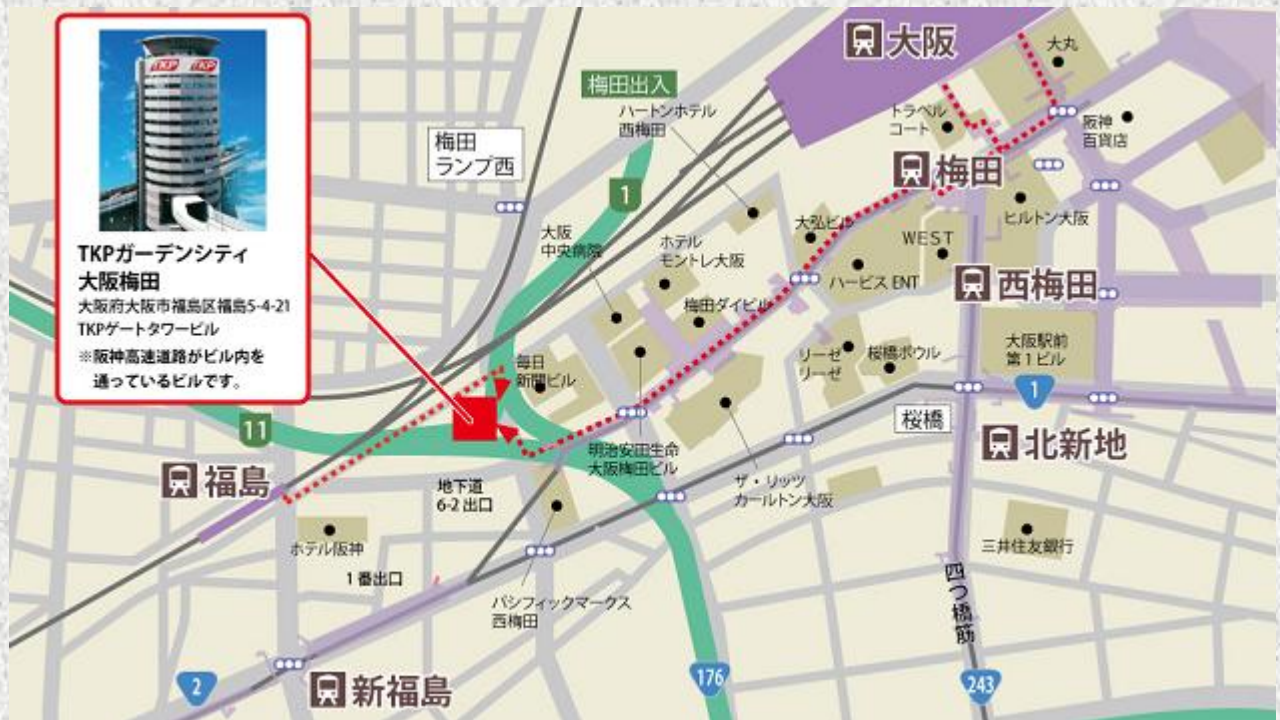 TKP TKP
TKPガーデンシティ
大阪梅田
大阪府大阪市福島区福島5-4-21
TKPゲートタワービル
※阪神高速道路がビル内を
通っているビルです。
大阪
大丸
梅田出入
ハートンホテル
西梅田
トラベル
コート
阪神
百貨店
梅田
ランプ西
梅田
1
ヒルトン大阪
大弘ビル
大阪
中央病院
ホテル
モントレ大阪
WEST
ハービス ENT
西梅田
梅田ダイビル
大阪駅前
第1ビル
リーゼ
リーゼ
桜橋ボウル
毎日
新聞ビル
1
桜橋
11
北新地
明治安田生命
大阪梅田ビル
福島
地下道
6-2 出口
ザ・リッツ
カールトン大阪
ホテル阪神
三井住友銀行
1番出口
四つ橋筋
パシフィックマークス
西梅田
2
新福島
176
243